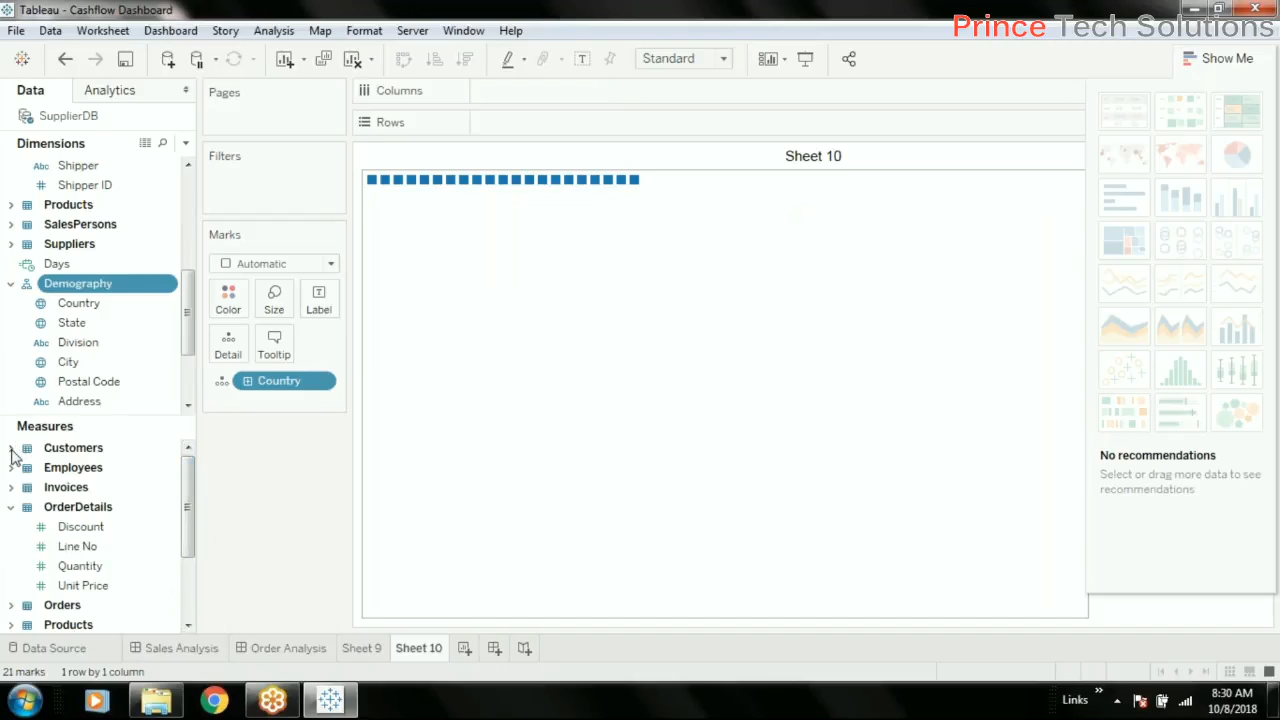 Tableau - Cashflow Dashboard
Prince Tech Solutions
File Data Worksheet Dashboard Story Analysis Map Format Server Window Help
Standard
Show Me
Data Analytics
SupplierDB
Dimensions
Abc Shipper
# Shipper ID
Products
SalesPersons
Suppliers
Days
Demography
Country
State
Abc Division
City
Postal Code
Abc Address
Measures
Customers
Employees
Invoices
OrderDetails
# Discount
# Line No
# Quantity
# Unit Price
Orders
Products
Pages
Filters
Marks
Automatic
Color Size Label
Detail Tooltip
Country
Columns
Rows
Sheet 10
No recommendations
Select or drag more data to see
recommendations
Data Source Sales Analysis Order Analysis Sheet 9 Sheet 10
21 marks 1 row by 1 column
Links
8:30 AM
10/8/2018